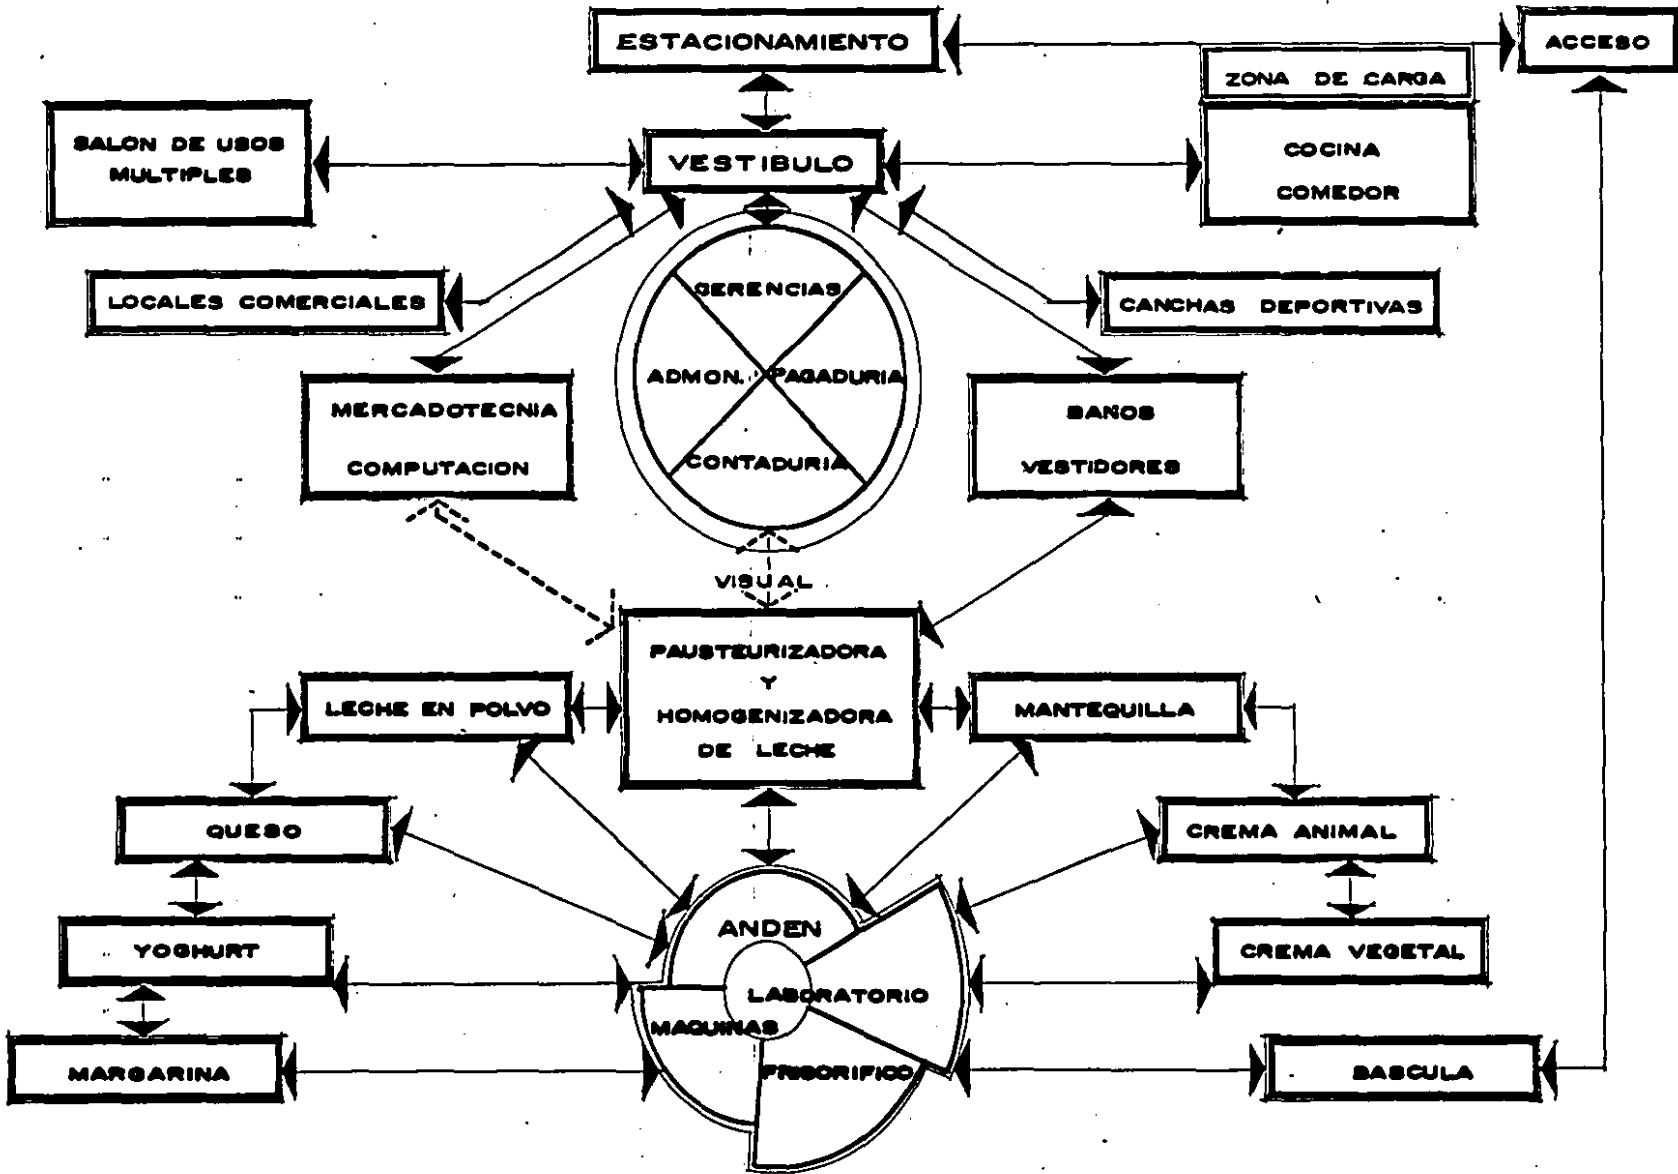 ESTACIONAMIENTO
ACCESO
ZONA DE CARGA
SALON DE USOS
MULTIPLES
VESTIBULO
COCINA
COMEDOR
LOCALES COMERCIALES
GERENCIAS
CANCHAS DEPORTIVAS
ADMON.
PAGADURIA
MERCADOTECNIA
COMPUTACION
BAÑOS
VESTIDORES
CONTADURIA
VISUAL
PAUSTEURIZADORA
Y
HOMOGENIZADORA
DE LECHE
LECHE EN POLVO
MANTEQUILLA
QUESO
CREMA ANIMAL
ANDEN
YOGHURT
CREMA VEGETAL
LABORATORIO
MAQUINAS
MARGARINA
FRIGORIFICO
BASCULA